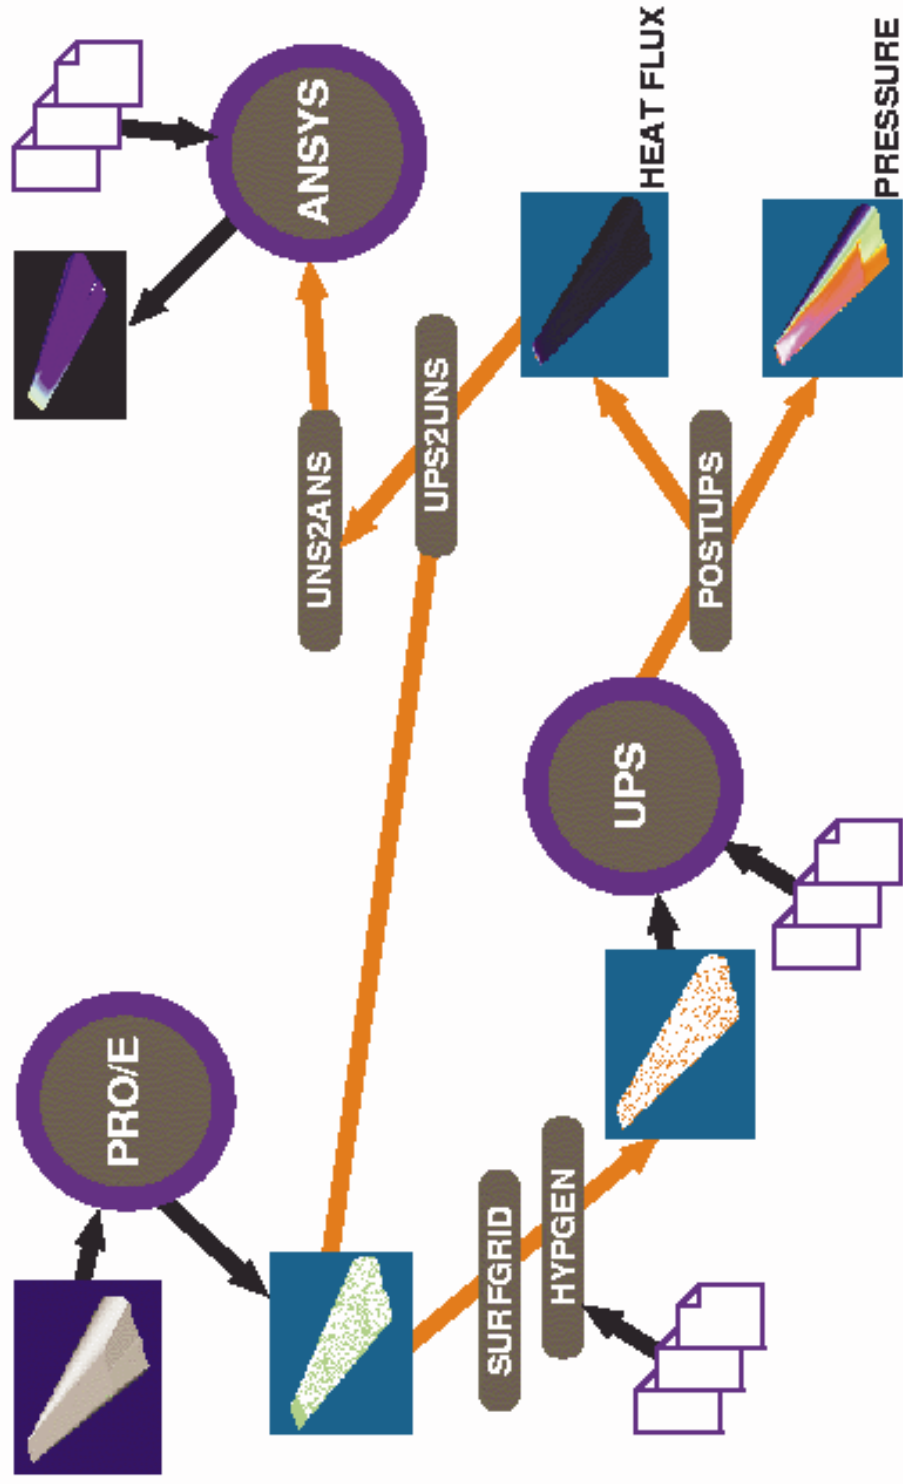 PRO/E
ANSYS
UNS2ANS
UPS2UNS
SURFGRID
HYPGEN
UPS
POSTUPS
HEAT FLUX
PRESSURE